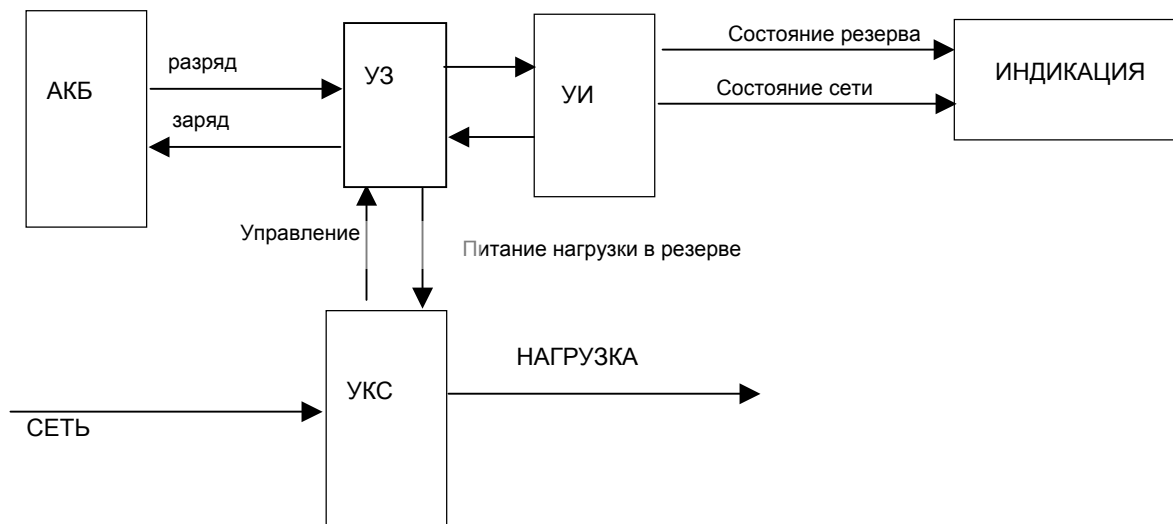 АКБ
разряд
заряд
УЗ
УИ
Состояние резерва
Состояние сети
ИНДИКАЦИЯ
Управление
Питание нагрузки в резерве
УКС
НАГРУЗКА
СЕТЬ